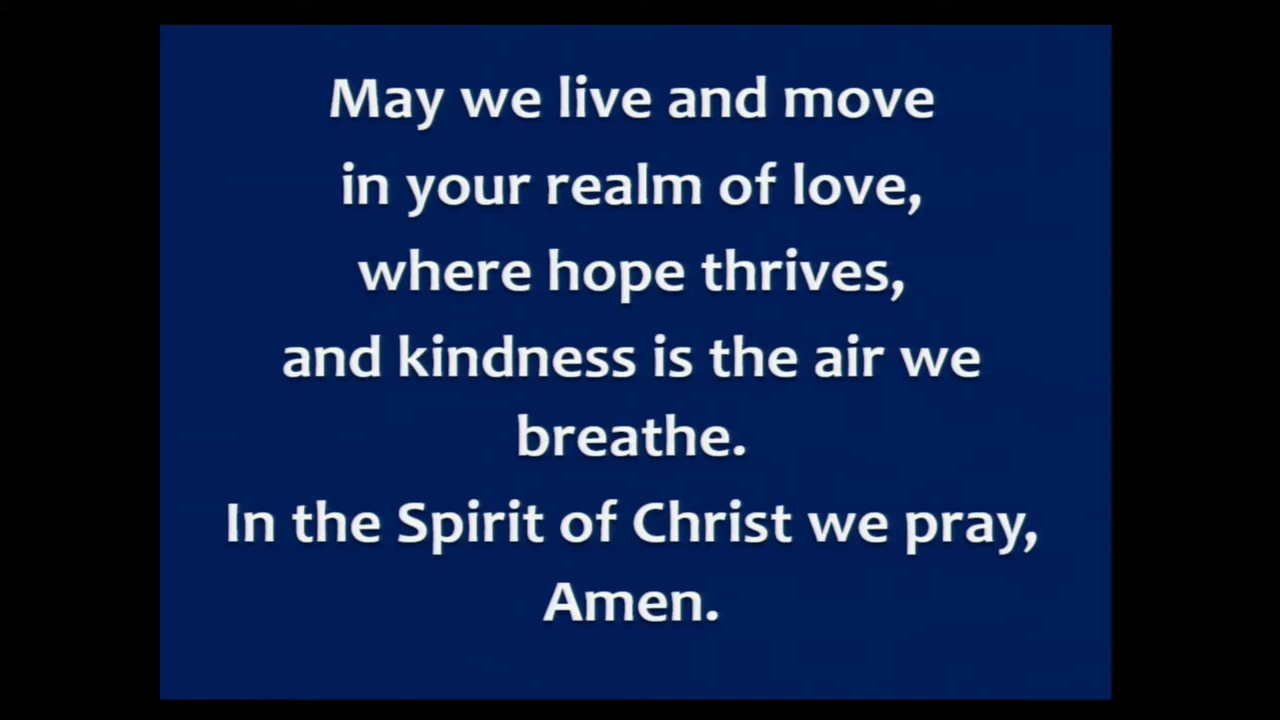 May we live and move
in your realm of love,
where hope thrives,
and kindness is the air we
breathe.
In the Spirit of Christ we pray,
Amen.